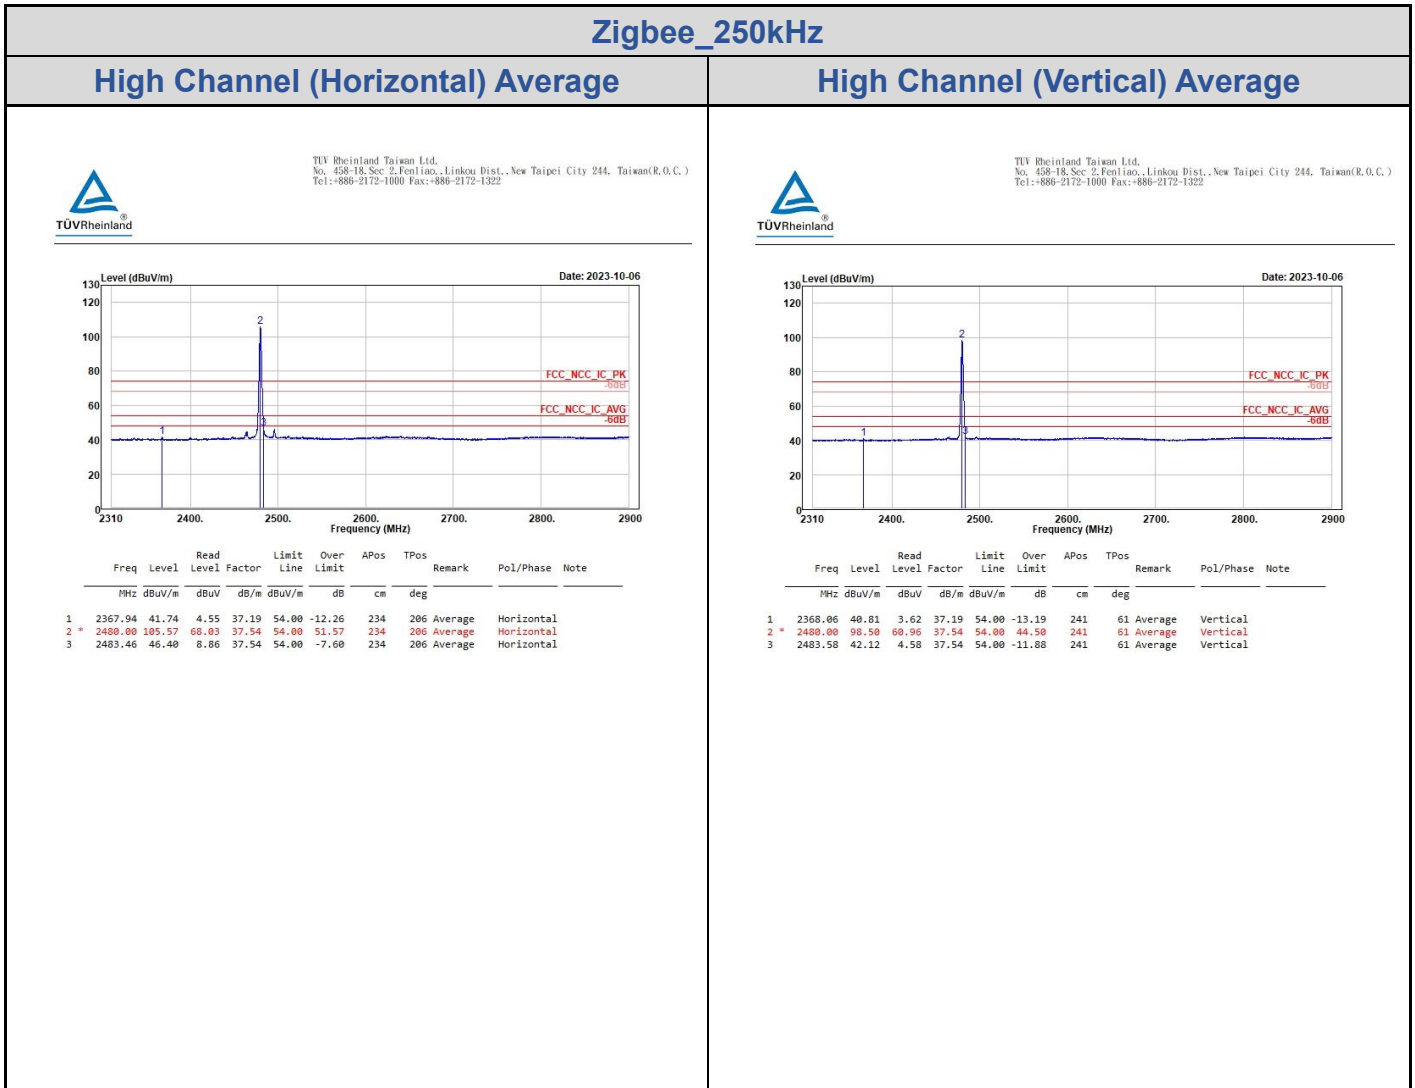 Zigbee_250kHz
High Channel (Horizontal) Average
High Channel (Vertical) Average
TÜVRheinland®
TUV Rheinland Taiwan Ltd.
No. 458-18.Sec 2.Fenliao..Linkou Dist..New Taipei City 244. Taiwan(R.O.C.)
Tel:+886-2172-1000 Fax:+886-2172-1322
Level (dBuV/m)
Date: 2023-10-06
130
120
100
80
60
40
20
0
FCC_NCC_IC_PK
-6dB
FCC_NCC_IC_AVG
-6dB
1
2
3
2310 2400. 2500. 2600. 2700. 2800. 2900
Frequency (MHz)
Read Limit Over APos TPos
Freq Level Level Factor Line Limit Remark Pol/Phase Note
MHz dBuV/m dBuV dB/m dBuV/m dB cm deg
1 2367.94 41.74 4.55 37.19 54.00 -12.26 234 206 Average Horizontal
2 * 2480.00 105.57 68.03 37.54 54.00 51.57 234 206 Average Horizontal
3 2483.46 46.40 8.86 37.54 54.00 -7.60 234 206 Average Horizontal
TÜVRheinland®
TUV Rheinland Taiwan Ltd.
No. 458-18.Sec 2.Fenliao..Linkou Dist..New Taipei City 244. Taiwan(R.O.C.)
Tel:+886-2172-1000 Fax:+886-2172-1322
Level (dBuV/m)
Date: 2023-10-06
130
120
100
80
60
40
20
0
FCC_NCC_IC_PK
-6dB
FCC_NCC_IC_AVG
-6dB
1
2
3
2310 2400. 2500. 2600. 2700. 2800. 2900
Frequency (MHz)
Read Limit Over APos TPos
Freq Level Level Factor Line Limit Remark Pol/Phase Note
MHz dBuV/m dBuV dB/m dBuV/m dB cm deg
1 2368.06 40.81 3.62 37.19 54.00 -13.19 241 61 Average Vertical
2 * 2480.00 98.50 60.96 37.54 54.00 44.50 241 61 Average Vertical
3 2483.58 42.12 4.58 37.54 54.00 -11.88 241 61 Average Vertical